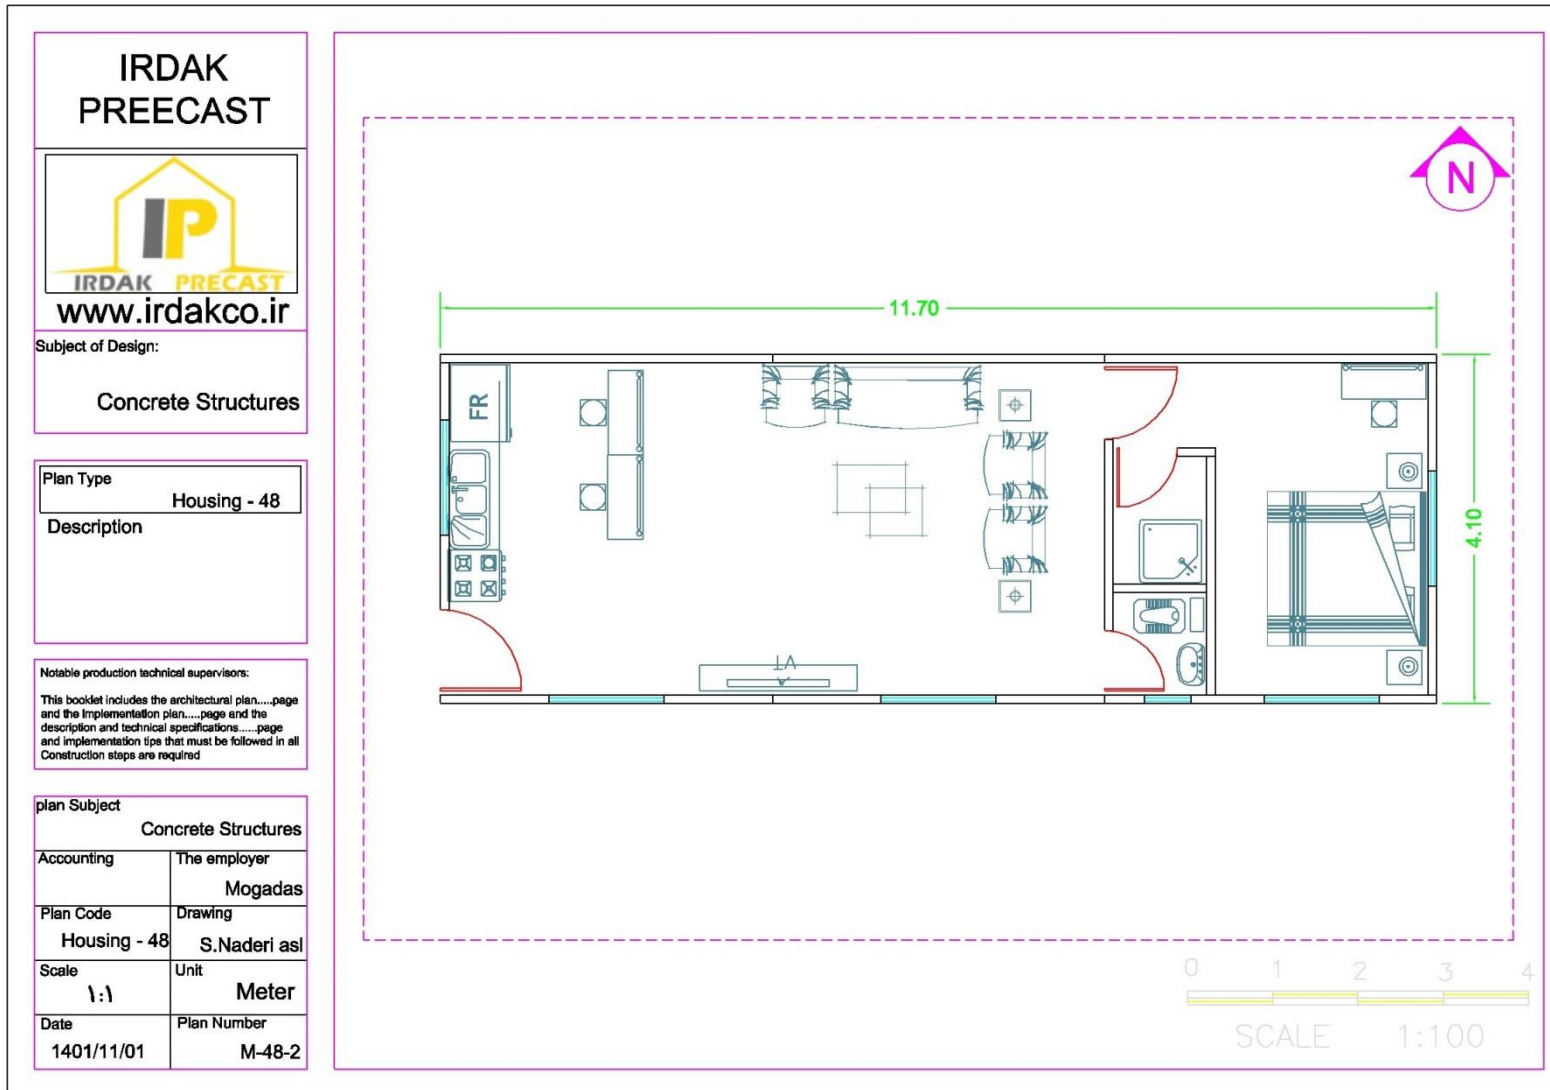 IRDAK
PREECAST
IP
IRDAK PRECAST
www.irdakco.ir
Subject of Design:
Concrete Structures
Plan Type
Housing - 48
Description
Notable production technical supervisors:
This booklet includes the architectural plan.....page
and the implementation plan.....page and the
description and technical specifications......page
and implementation tips that must be followed in all
Construction steps are required
plan Subject
Concrete Structures
Accounting
The employer
Mogadas
Plan Code
Housing - 48
Drawing
S.Naderi asl
Scale
۱:۱
Unit
Meter
Date
1401/11/01
Plan Number
M-48-2
N
11.70
4.10
FR
TV
0 1 2 3 4
SCALE 1:100